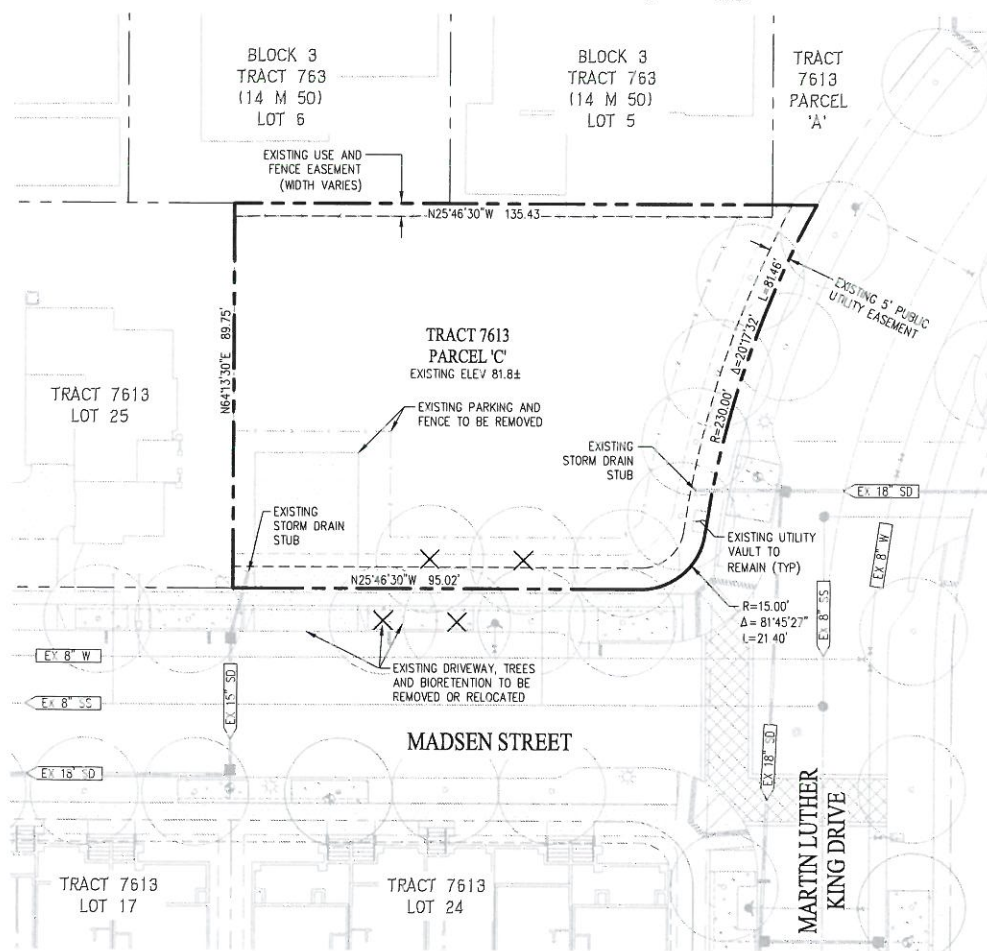 BLOCK 3
TRACT 763
(14 M 50)
LOT 6
BLOCK 3
TRACT 763
(14 M 50)
LOT 5
TRACT
7613
PARCEL
'A'
EXISTING USE AND
FENCE EASEMENT
(WIDTH VARIES)
N25°46'30"W 135.43
EXISTING 5' PUBLIC
UTILITY EASEMENT
R=230.00' Δ=20°17'32" L=81.46'
N64°13'30"E 89.75'
TRACT 7613
PARCEL 'C'
EXISTING ELEV 81.8±
TRACT 7613
LOT 25
EXISTING PARKING AND
FENCE TO BE REMOVED
EXISTING
STORM DRAIN
STUB
EX 18" SD
EXISTING
STORM DRAIN
STUB
EXISTING UTILITY
VAULT TO
REMAIN (TYP)
EX 8" W
N25°46'30"W 95.02'
R=15.00'
Δ = 81°45'27"
L=21.40'
EX 8" SS
EX 8" W
EXISTING DRIVEWAY, TREES
AND BIORETENTION TO BE
REMOVED OR RELOCATED
EX 8" SS
EX 15" SD
MADSEN STREET
EX 18" SD
EX 18" SD
MARTIN LUTHER
KING DRIVE
TRACT 7613
LOT 17
TRACT 7613
LOT 24